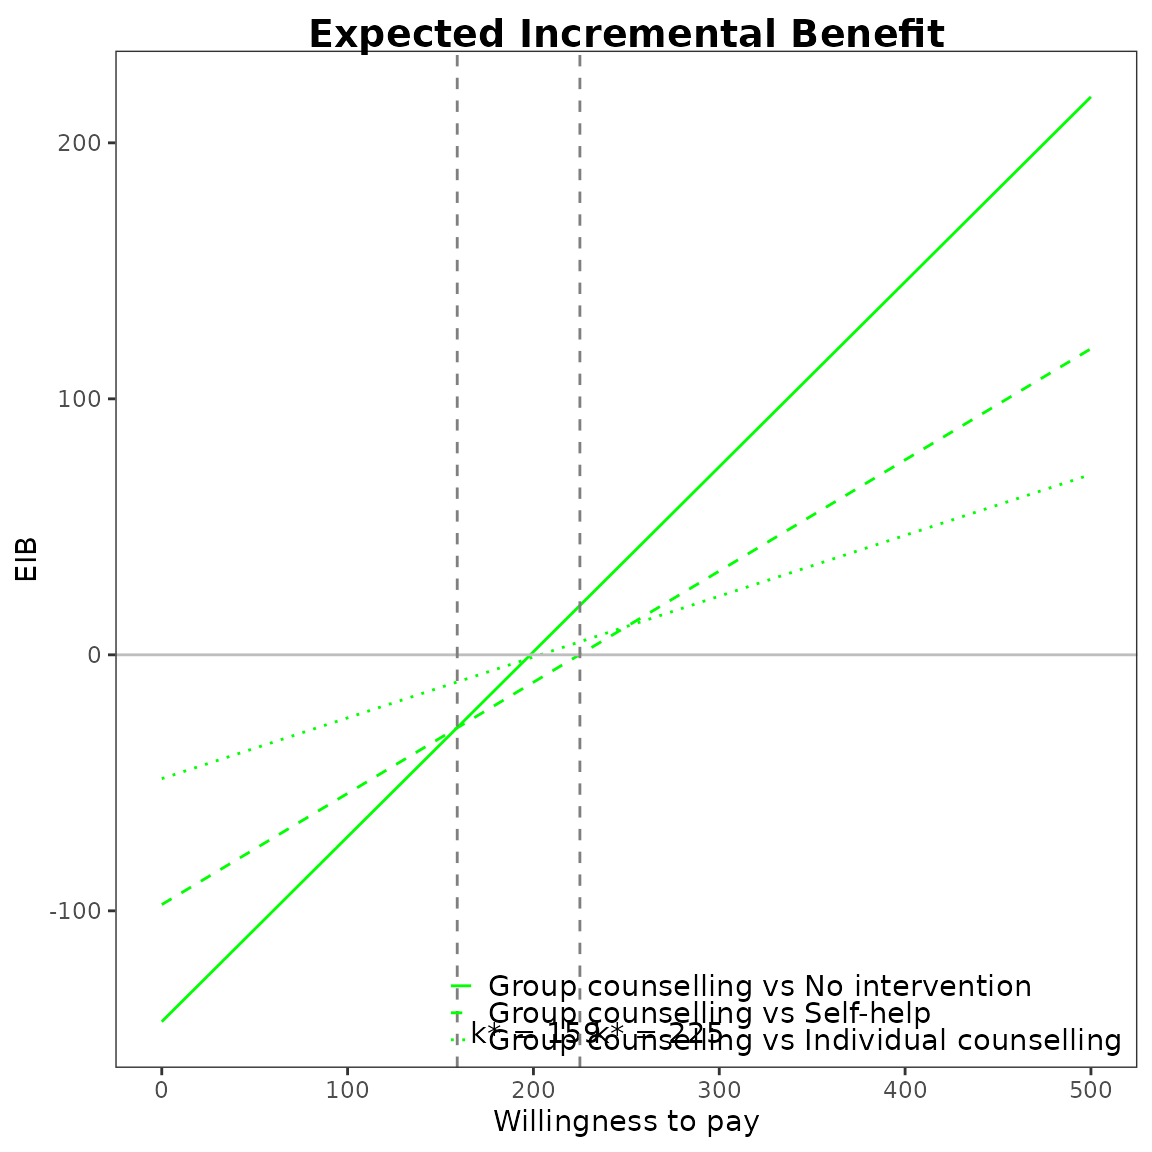 Expected Incremental Benefit
EIB
200
100
0
-100
Group counselling vs No intervention
Group counselling vs Self-help
k* = 159
k* = 225
Group counselling vs Individual counselling
0 100 200 300 400 500
Willingness to pay